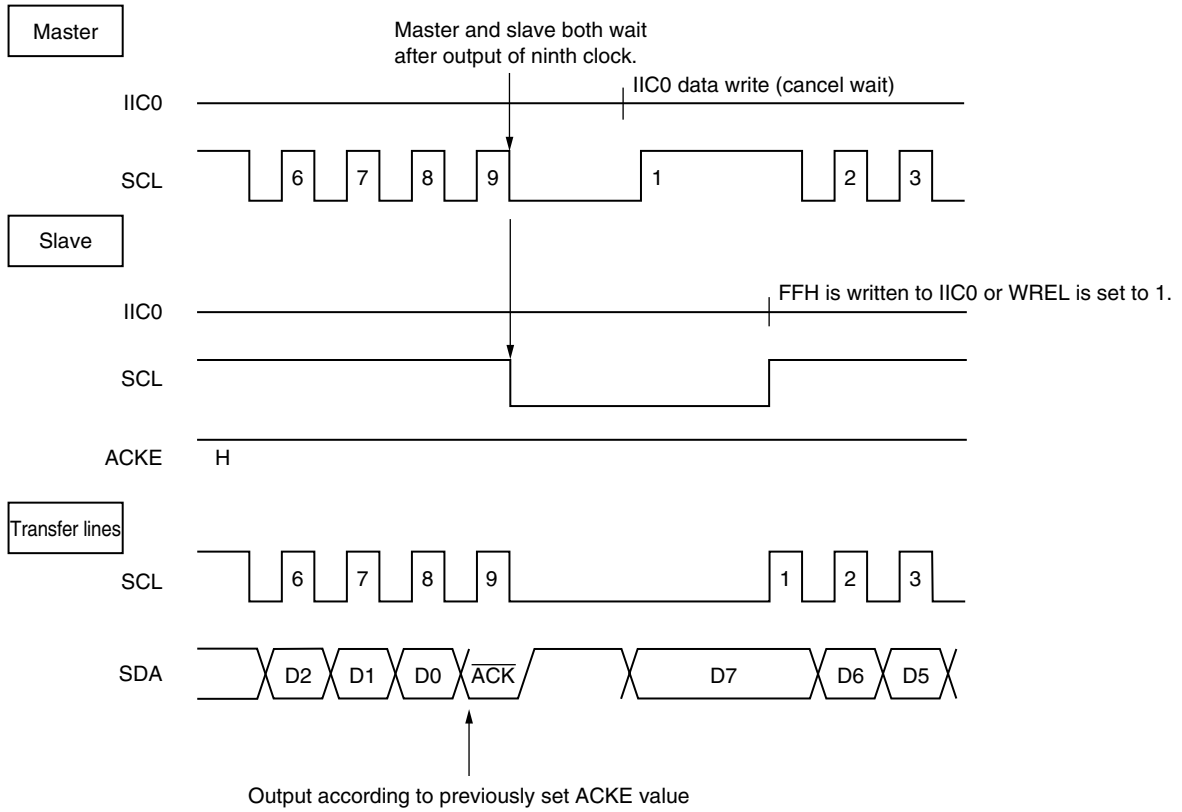 Master
Master and slave both wait
after output of ninth clock.
IIC0
IIC0 data write (cancel wait)
SCL
6 7 8 9 1 2 3
Slave
IIC0
FFH is written to IIC0 or WREL is set to 1.
SCL
ACKE H
Transfer lines
SCL
6 7 8 9 1 2 3
SDA
D2 D1 D0 ACK D7 D6 D5
Output according to previously set ACKE value